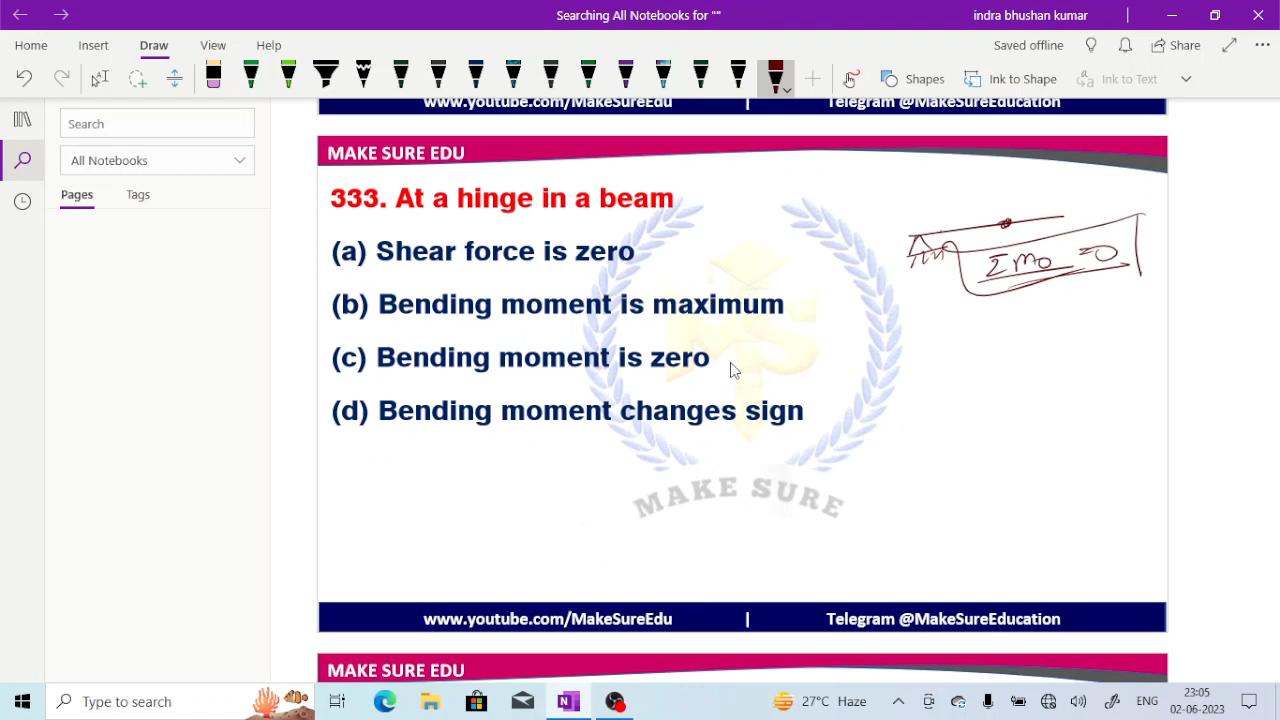 Searching All Notebooks for ""
indra bhushan kumar
Home Insert Draw View Help
Saved offline
Share
Shapes
Ink to Shape
Ink to Text
Search
All Notebooks
Pages Tags
www.youtube.com/MakeSureEdu | Telegram @MakeSureEducation
MAKE SURE EDU
333. At a hinge in a beam
(a) Shear force is zero
(b) Bending moment is maximum
(c) Bending moment is zero
(d) Bending moment changes sign
Σ M0 = 0
MAKE SURE
www.youtube.com/MakeSureEdu | Telegram @MakeSureEducation
MAKE SURE EDU
Type to search
27°C Haze
ENG
23:05
02-06-2023